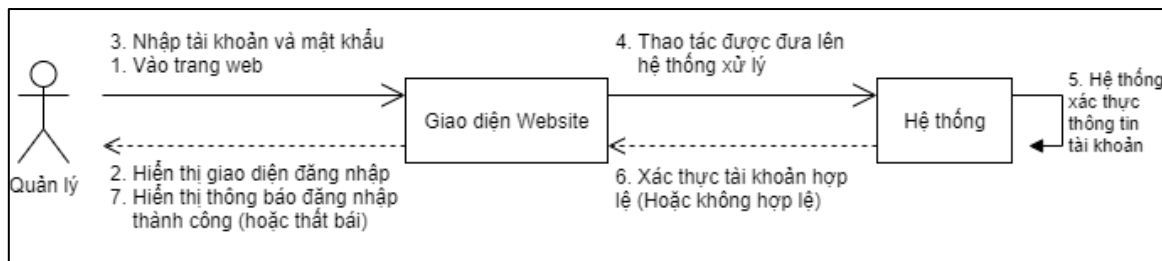 3. Nhập tài khoản và mật khẩu
1. Vào trang web
4. Thao tác được đưa lên
hệ thống xử lý
5. Hệ thống
xác thực
thông tin
tài khoản
Giao diện Website
Hệ thống
Quản lý
2. Hiển thị giao diện đăng nhập
7. Hiển thị thông báo đăng nhập
thành công (hoặc thất bái)
6. Xác thực tài khoản hợp
lệ (Hoặc không hợp lệ)